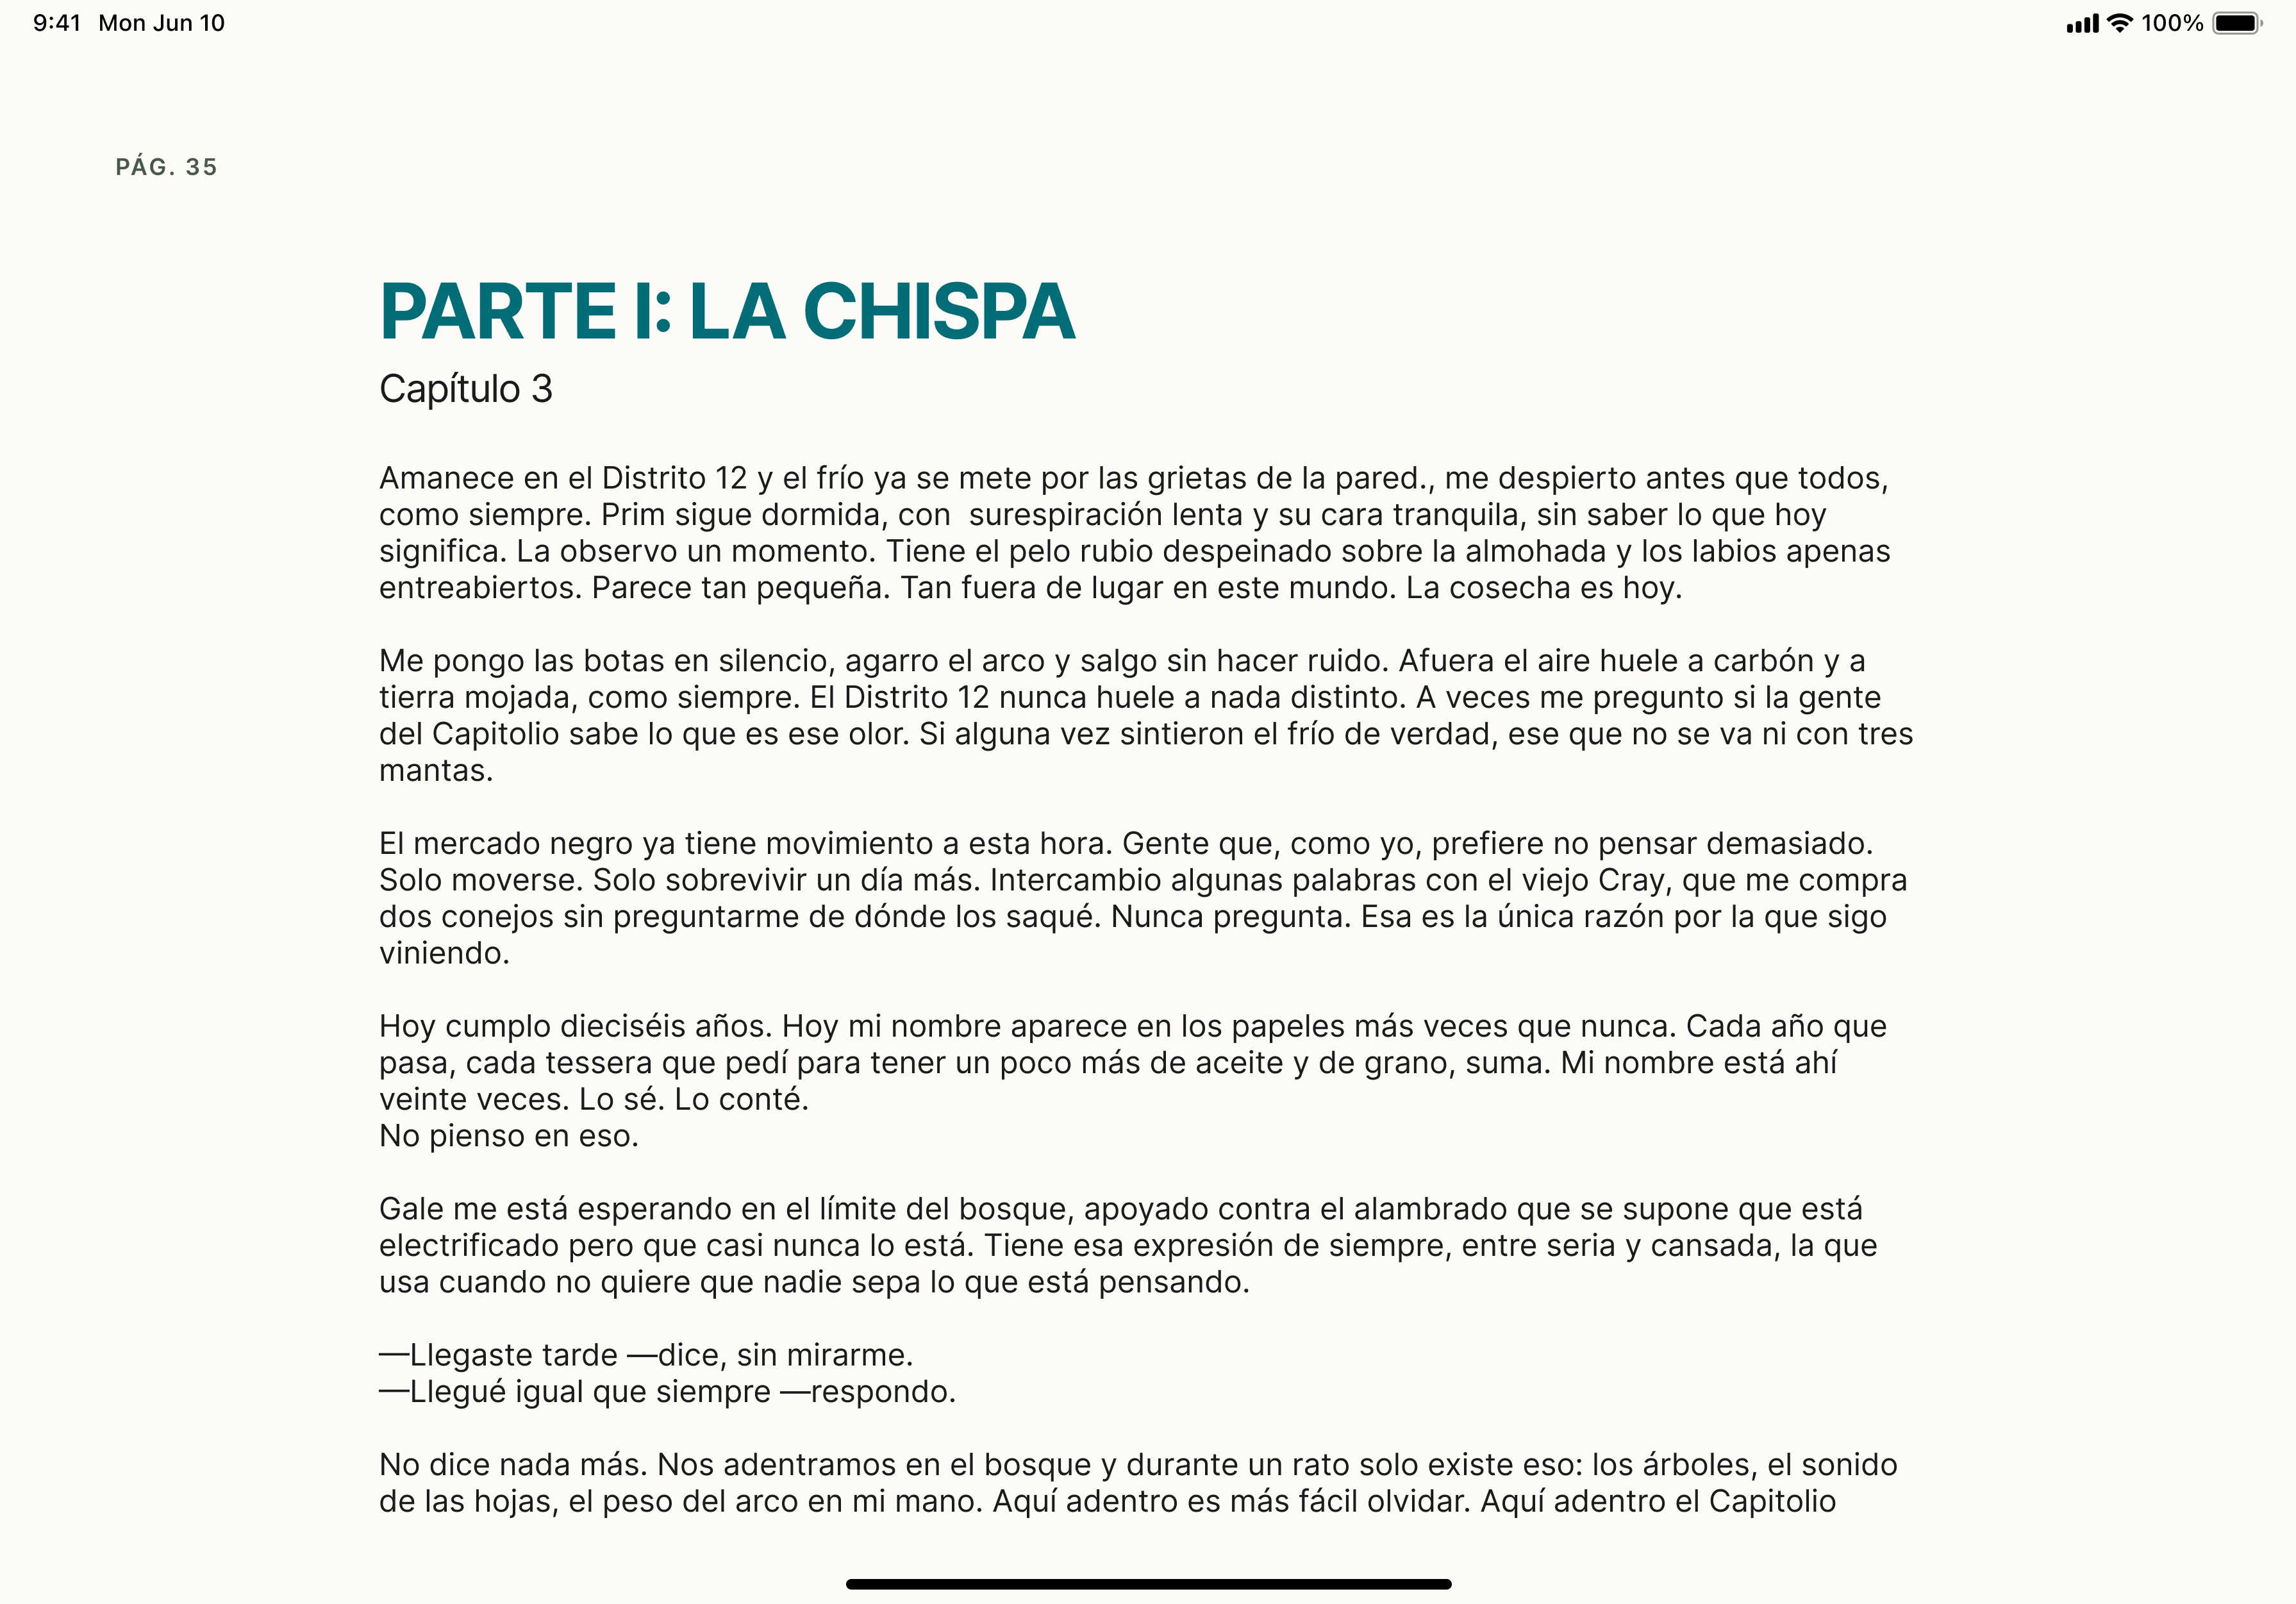 9:41 Mon Jun 10 100%
PÁG. 35
PARTE I: LA CHISPA
Capítulo 3
Amanece en el Distrito 12 y el frío ya se mete por las grietas de la pared., me despierto antes que todos,
como siempre. Prim sigue dormida, con  surespiración lenta y su cara tranquila, sin saber lo que hoy
significa. La observo un momento. Tiene el pelo rubio despeinado sobre la almohada y los labios apenas
entreabiertos. Parece tan pequeña. Tan fuera de lugar en este mundo. La cosecha es hoy.
Me pongo las botas en silencio, agarro el arco y salgo sin hacer ruido. Afuera el aire huele a carbón y a
tierra mojada, como siempre. El Distrito 12 nunca huele a nada distinto. A veces me pregunto si la gente
del Capitolio sabe lo que es ese olor. Si alguna vez sintieron el frío de verdad, ese que no se va ni con tres
mantas.
El mercado negro ya tiene movimiento a esta hora. Gente que, como yo, prefiere no pensar demasiado.
Solo moverse. Solo sobrevivir un día más. Intercambio algunas palabras con el viejo Cray, que me compra
dos conejos sin preguntarme de dónde los saqué. Nunca pregunta. Esa es la única razón por la que sigo
viniendo.
Hoy cumplo dieciséis años. Hoy mi nombre aparece en los papeles más veces que nunca. Cada año que
pasa, cada tessera que pedí para tener un poco más de aceite y de grano, suma. Mi nombre está ahí
veinte veces. Lo sé. Lo conté.
No pienso en eso.
Gale me está esperando en el límite del bosque, apoyado contra el alambrado que se supone que está
electrificado pero que casi nunca lo está. Tiene esa expresión de siempre, entre seria y cansada, la que
usa cuando no quiere que nadie sepa lo que está pensando.
—Llegaste tarde —dice, sin mirarme.
—Llegué igual que siempre —respondo.
No dice nada más. Nos adentramos en el bosque y durante un rato solo existe eso: los árboles, el sonido
de las hojas, el peso del arco en mi mano. Aquí adentro es más fácil olvidar. Aquí adentro el Capitolio